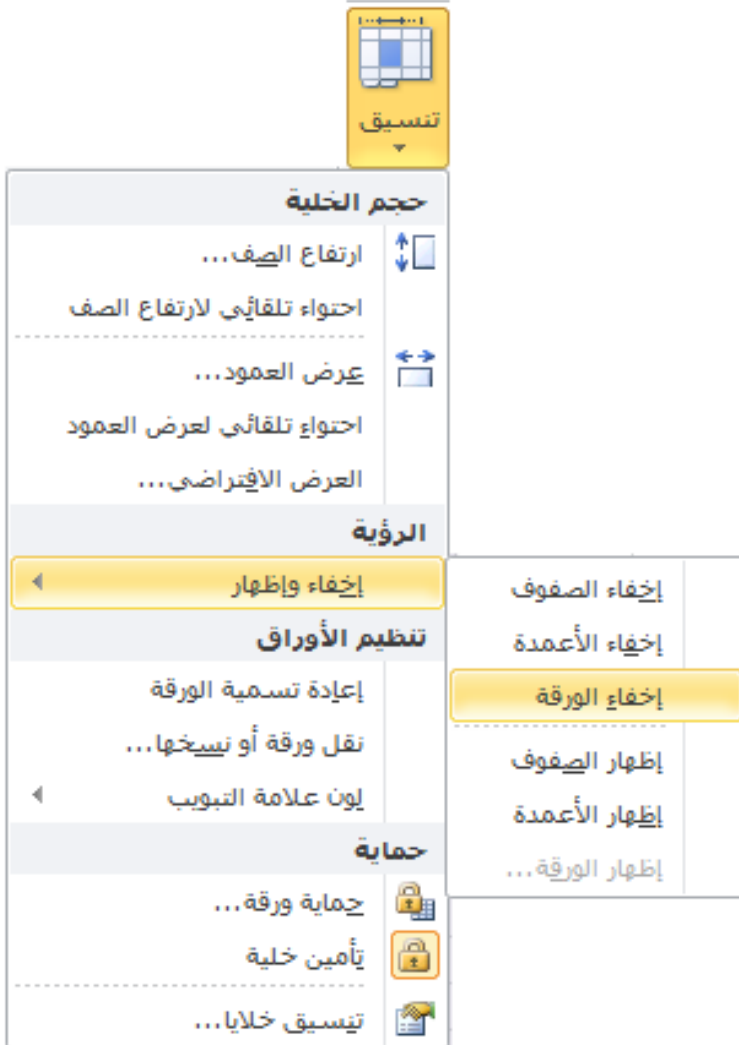 تنسيق
حجم الخلية
ارتفاع الصف...
احتواء تلقائي لارتفاع الصف
عرض العمود...
احتواء تلقائي لعرض العمود
العرض الافتراضي...
الرؤية
إخفاء وإظهار
إخفاء الصفوف
إخفاء الأعمدة
إخفاء الورقة
إظهار الصفوف
إظهار الأعمدة
إظهار الورقة...
تنظيم الأوراق
إعادة تسمية الورقة
نقل ورقة أو نسخها...
لون علامة التبويب
حماية
حماية ورقة...
تأمين خلية
تنسيق خلايا...